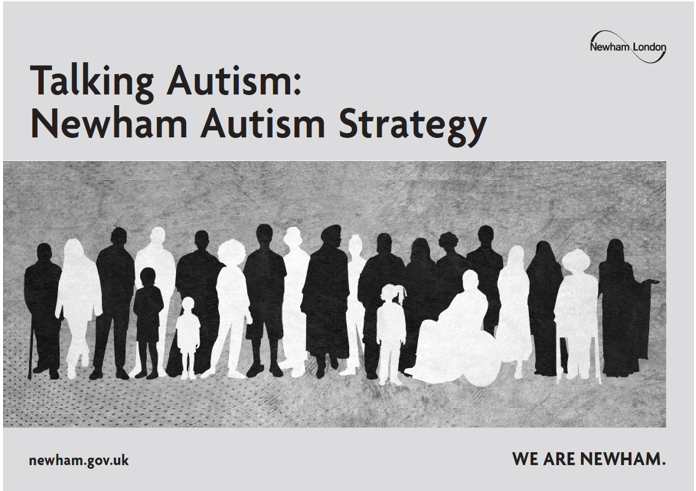 Newham London
Talking Autism:
Newham Autism Strategy
newham.gov.uk
WE ARE NEWHAM.